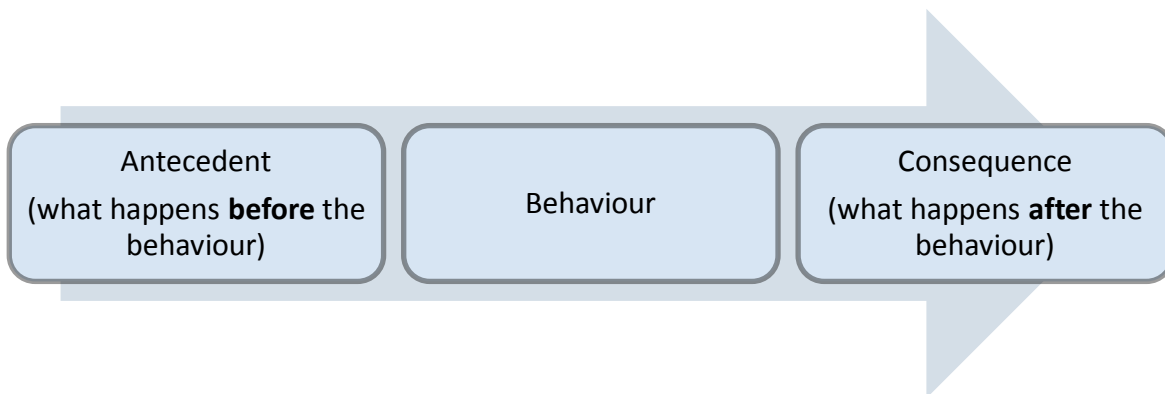 Antecedent
(what happens before the
behaviour)
Behaviour
Consequence
(what happens after the
behaviour)